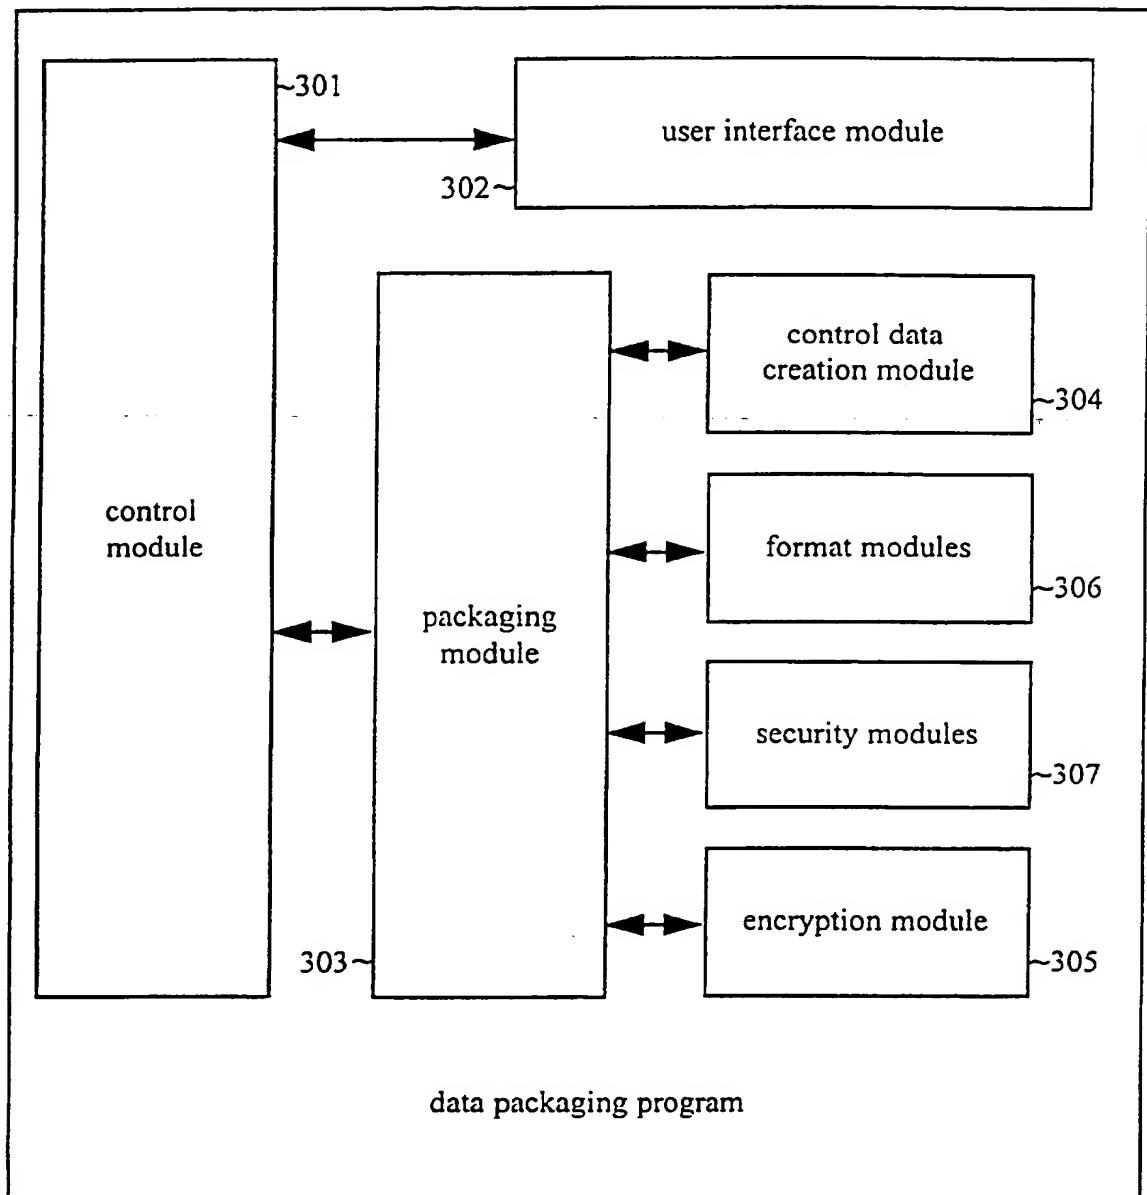 301
user interface module
302
control data
creation module
304
control
module
format modules
306
packaging
module
security modules
307
encryption module
303
305
data packaging program